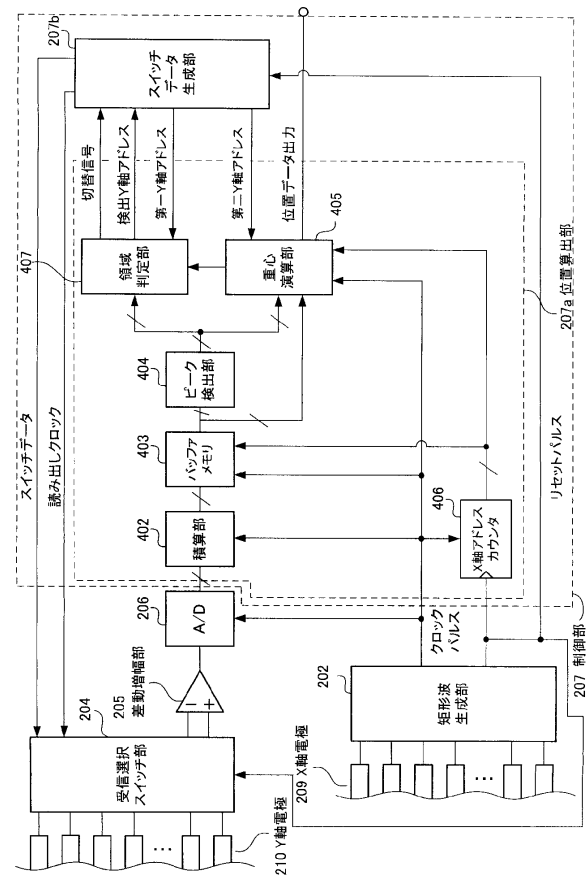 207b
スイッチ
データ
生成部
スイッチデータ
読み出しクロック
切替信号
検出Y軸アドレス
第一Y軸アドレス
第二Y軸アドレス
位置データ出力
407
領域
判定部
405
重心
演算部
404
ピーク
検出部
403
バッファ
メモリ
402
積算部
206
A/D
205
差動増幅部
−
+
204
受信選択
スイッチ部
210 Y軸電極
207a 位置算出部
リセットパルス
406
X軸アドレス
カウンタ
クロック
パルス
202
矩形波
生成部
209 X軸電極
207 制御部
…
…